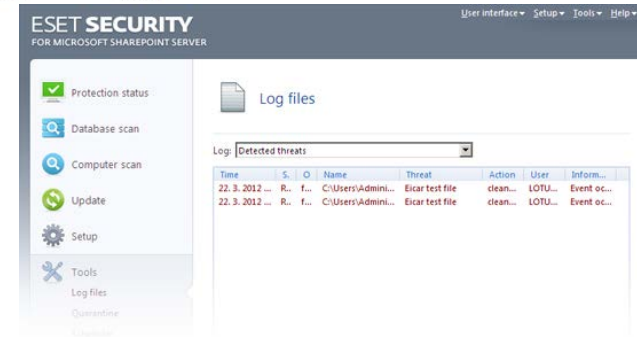 ESET SECURITY
FOR MICROSOFT SHAREPOINT SERVER
User interface Setup Tools Help
Protection status
Database scan
Computer scan
Update
Setup
Tools
Log files
Quarantine
Scheduler
Log files
Log: Detected threats
Time S. O Name Threat Action User Inform...
22. 3. 2012 ... R.. f... C:\Users\Admini... Eicar test file clean... LOTU... Event oc...
22. 3. 2012 ... R.. f... C:\Users\Admini... Eicar test file clean... LOTU... Event oc...